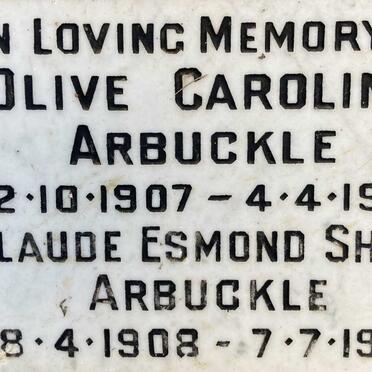 N LOVING MEMORY
OLIVE CAROLIN
ARBUCKLE
2·10·1907 – 4·4·19
LAUDE ESMOND SH
ARBUCKLE
8·4·1908 – 7·7·19